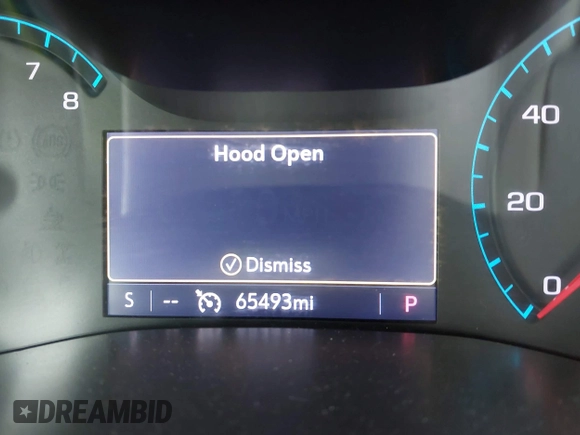 7
8
40
20
0
Hood Open
Dismiss
S -- 65493mi P
DREAMBID